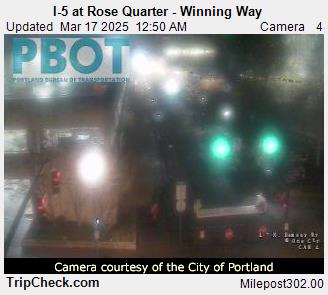 I-5 at Rose Quarter - Winning Way
Updated Mar 17 2025 12:50 AM Camera 4
PBOT
PORTLAND BUREAU OF TRANSPORTATION
Camera courtesy of the City of Portland
TripCheck.com Milepost302.00